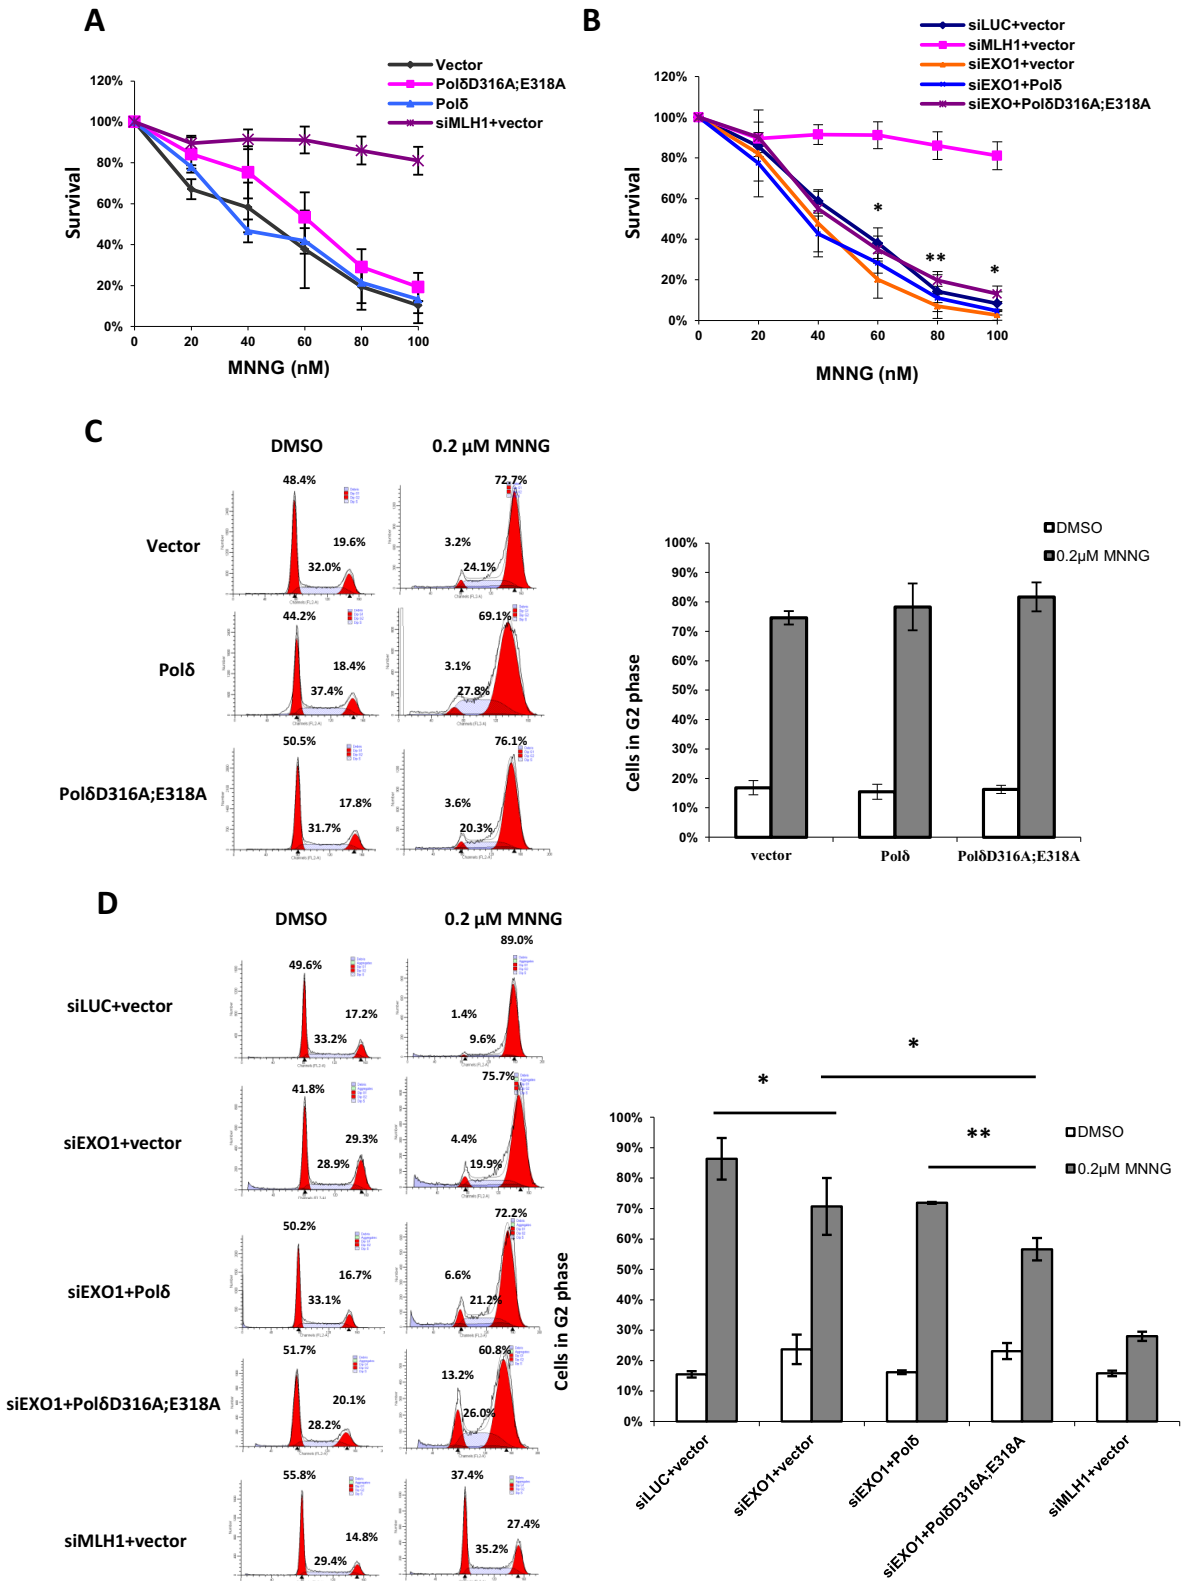 A
Vector
PolδD316A;E318A
Polδ
siMLH1+vector
120%
100%
80%
60%
40%
20%
0%
Survival
0 20 40 60 80 100
MNNG (nM)
B
siLUC+vector
siMLH1+vector
siEXO1+vector
siEXO1+Polδ
siEXO+PolδD316A;E318A
120%
100%
80%
60%
40%
20%
0%
Survival
* ** *
0 20 40 60 80 100
MNNG (nM)
C
DMSO 0.2 µM MNNG
Vector
48.4% 19.6% 32.0%
72.7% 3.2% 24.1%
Polδ
44.2% 18.4% 37.4%
69.1% 3.1% 27.8%
PolδD316A;E318A
50.5% 17.8% 31.7%
76.1% 3.6% 20.3%
DMSO
0.2µM MNNG
100%
90%
80%
70%
60%
50%
40%
30%
20%
10%
0%
Cells in G2 phase
vector Polδ PolδD316A;E318A
D
DMSO 0.2 µM MNNG
siLUC+vector
49.6% 17.2% 33.2%
89.0% 1.4% 9.6%
siEXO1+vector
41.8% 29.3% 28.9%
75.7% 4.4% 19.9%
siEXO1+Polδ
50.2% 16.7% 33.1%
72.2% 6.6% 21.2%
siEXO1+PolδD316A;E318A
51.7% 20.1% 28.2%
60.8% 13.2% 26.0%
siMLH1+vector
55.8% 14.8% 29.4%
37.4% 27.4% 35.2%
* * **
DMSO
0.2µM MNNG
100%
90%
80%
70%
60%
50%
40%
30%
20%
10%
0%
Cells in G2 phase
siLUC+vector
siEXO1+vector
siEXO1+Polδ
siEXO1+PolδD316A;E318A
siMLH1+vector